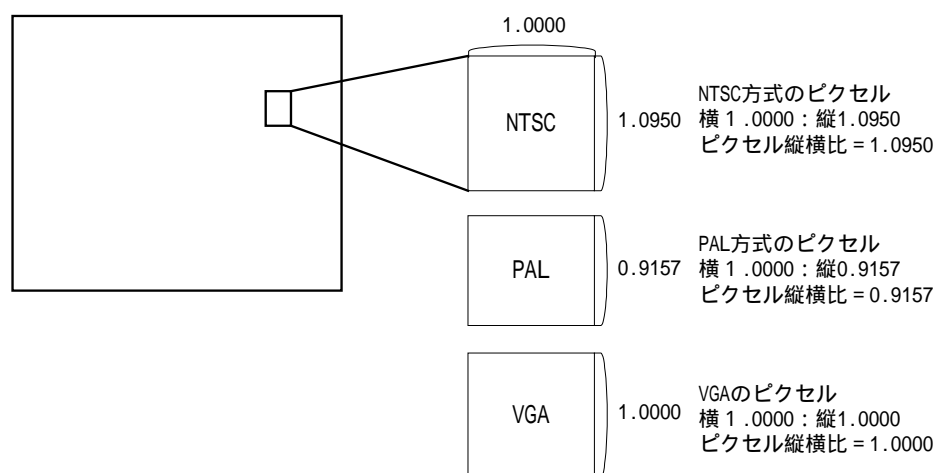 1.0000
NTSC
1.0950
NTSC方式のピクセル
横１.0000：縦1.0950
ピクセル縦横比＝1.0950
PAL
0.9157
PAL方式のピクセル
横１.0000：縦0.9157
ピクセル縦横比＝0.9157
VGA
1.0000
VGAのピクセル
横１.0000：縦1.0000
ピクセル縦横比＝1.0000